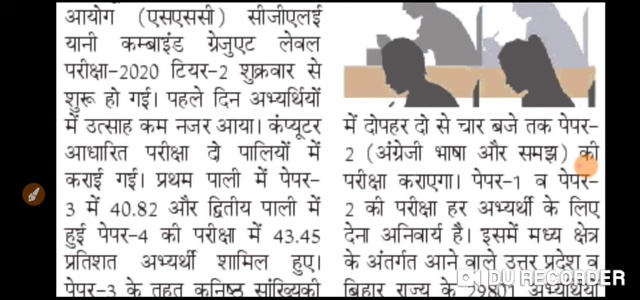 आयोग (एसएससी) सीजीएलई
यानी कम्बाइंड ग्रेजुएट लेवल
परीक्षा-2020 टियर-2 शुक्रवार से
शुरू हो गई। पहले दिन अभ्यर्थियों
में उत्साह कम नजर आया। कंप्यूटर
आधारित परीक्षा दो पालियों में
कराई गई। प्रथम पाली में पेपर-
3 में 40.82 और द्वितीय पाली में
हुई पेपर-4 की परीक्षा में 43.45
प्रतिशत अभ्यर्थी शामिल हुए।
पेपर-3 के तहत कनिष्ठ सांख्यिकी
में दोपहर दो से चार बजे तक पेपर-
2 (अंग्रेजी भाषा और समझ) की
परीक्षा कराएगा। पेपर-1 व पेपर-
2 की परीक्षा हर अभ्यर्थी के लिए
देना अनिवार्य है। इसमें मध्य क्षेत्र
के अंतर्गत आने वाले उत्तर प्रदेश व
बिहार राज्य के 29801 अभ्यर्थियों
DU RECORDER